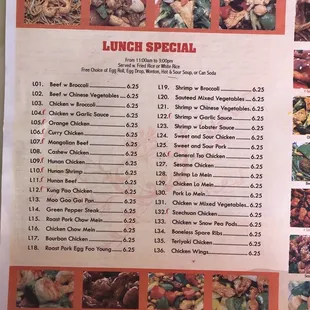 LUNCH SPECIAL
From 11:00am to 3:00pm
Served w. Fried Rice or White Rice
Free Choice of Egg Roll, Egg Drop, Wonton, Hot & Sour Soup, or Can Soda
L01. Beef w Broccoli 6.25
L02. Beef w Chinese Vegetables 6.25
L03. Chicken w Broccoli 6.25
L04. Chicken w Garlic Sauce 6.25
L05. Orange Chicken 6.25
L06. Curry Chicken 6.25
L07. Mongolian Beef 6.25
L08. Cashew Chicken 6.25
L09. Hunan Chicken 6.25
L10. Hunan Shrimp 6.25
L11. Hunan Beef 6.25
L12. Kung Pao Chicken 6.25
L13. Moo Goo Gai Pan 6.25
L14. Green Pepper Steak 6.25
L15. Roast Pork Chow Mein 6.25
L16. Chicken Chow Mein 6.25
L17. Bourbon Chicken 6.25
L18. Roast Pork Egg Foo Young 6.25
L19. Shrimp w Broccoli 6.25
L20. Sauteed Mixed Vegetables 6.25
L21. Shrimp w Chinese Vegetables 6.25
L22. Shrimp w Garlic Sauce 6.25
L23. Shrimp w Lobster Sauce 6.25
L24. Sweet and Sour Chicken 6.25
L25. Sweet and Sour Pork 6.25
L26. General Tso Chicken 6.25
L27. Sesame Chicken 6.25
L28. Shrimp Lo Mein 6.25
L29. Chicken Lo Mein 6.25
L30. Pork Lo Mein 6.25
L31. Chicken w Mixed Vegetables 6.25
L32. Szechuan Chicken 6.25
L33. Chicken w Snow Pea Pods 6.25
L34. Boneless Spare Ribs 6.25
L35. Teriyaki Chicken 6.25
L36. Chicken Wings 6.25